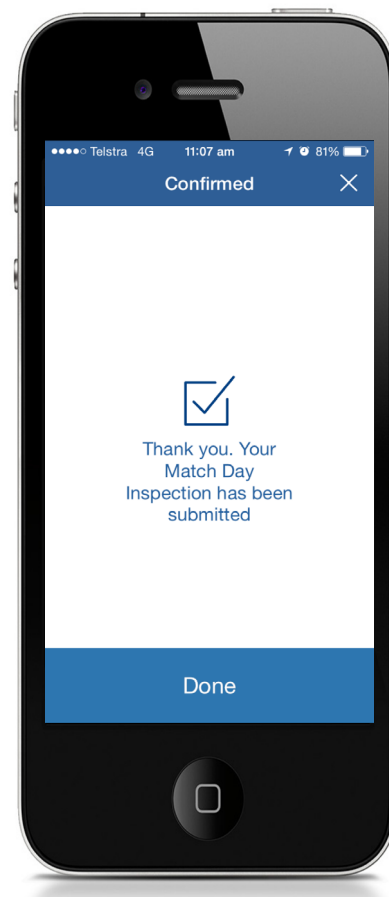 Telstra 4G 11:07 am 81%
Confirmed
Thank you. Your
Match Day
Inspection has been
submitted
Done